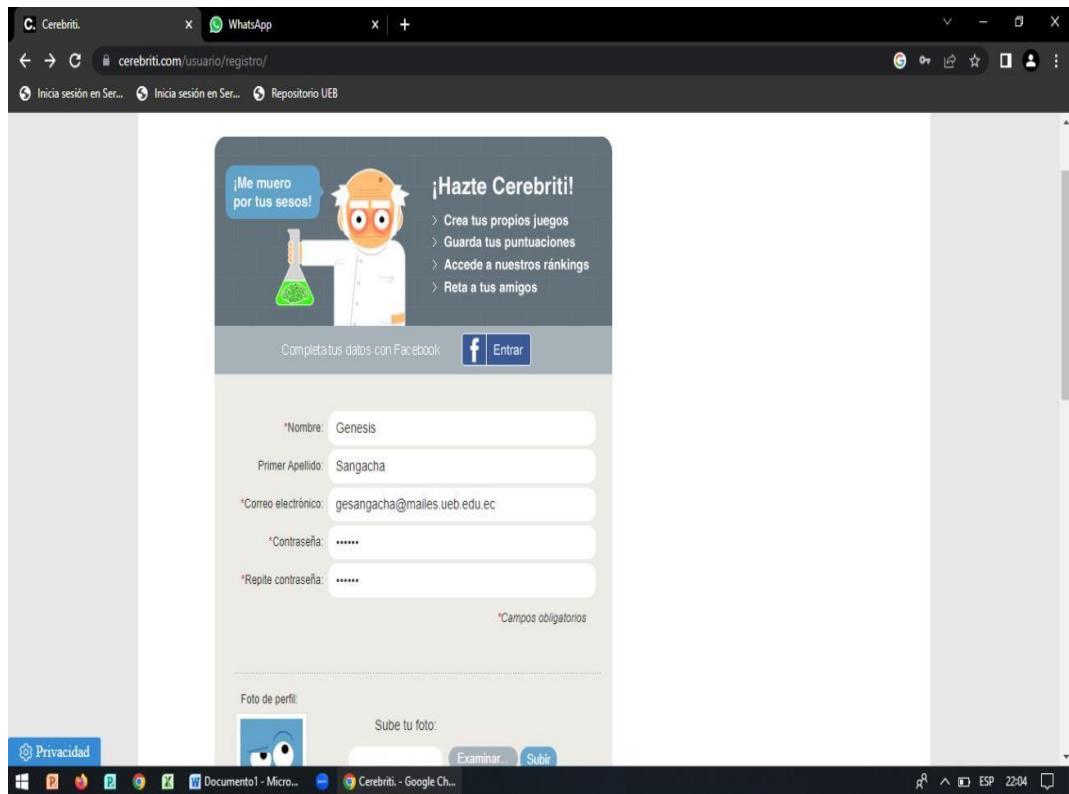 C. Cerebriti. x WhatsApp x +
cerebriti.com/usuario/registro/
Inicia sesión en Ser... Inicia sesión en Ser... Repositorio UEB
¡Me muero
por tus sesos!
¡Hazte Cerebriti!
> Crea tus propios juegos
> Guarda tus puntuaciones
> Accede a nuestros ránkings
> Reta a tus amigos
Completa tus datos con Facebook f Entrar
*Nombre: Genesis
Primer Apellido: Sangacha
*Correo electrónico: gesangacha@mailes.ueb.edu.ec
*Contraseña: ••••••
*Repite contraseña: ••••••
*Campos obligatorios
Foto de perfil:
Sube tu foto:
Examinar... Subir
Privacidad
Documento1 - Micro... Cerebriti. - Google Ch... ESP 22:04